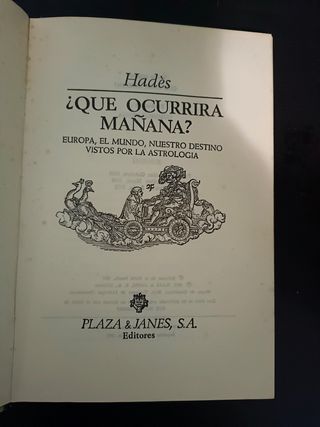 Hadès
¿QUE OCURRIRA
MAÑANA?
EUROPA, EL MUNDO, NUESTRO DESTINO
VISTOS POR LA ASTROLOGIA
PLAZA & JANES, S.A.
Editores